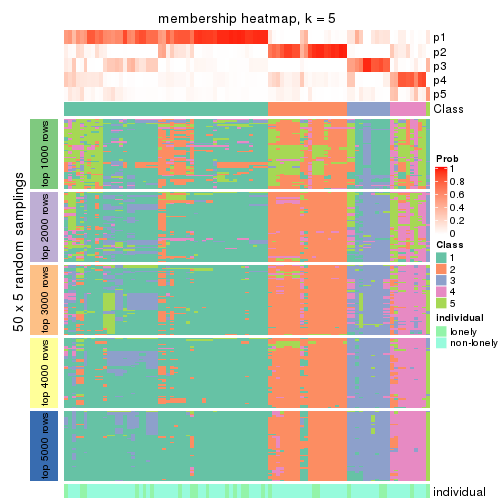 membership heatmap, k = 5
p1
p2
p3
p4
p5
Class
50 x 5 random samplings
top 1000 rows
top 2000 rows
top 3000 rows
top 4000 rows
top 5000 rows
individual
Prob
1
0.8
0.6
0.4
0.2
0
Class
1
2
3
4
5
individual
lonely
non-lonely